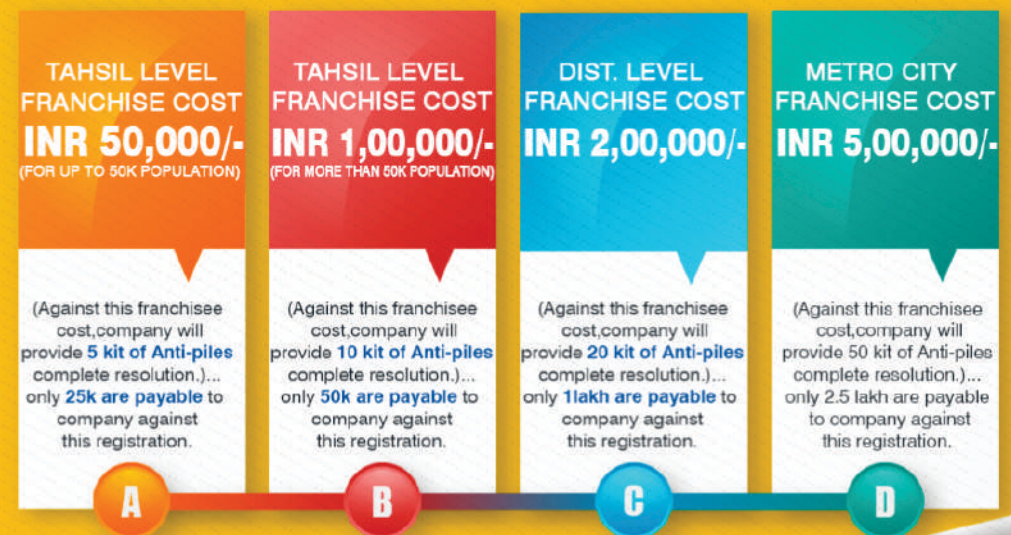 TAHSIL LEVEL
FRANCHISE COST
INR 50,000/-
(FOR UP TO 50K POPULATION)
(Against this franchisee
cost,company will
provide 5 kit of Anti-piles
complete resolution.)...
only 25k are payable to
company against
this registration.
A
TAHSIL LEVEL
FRANCHISE COST
INR 1,00,000/-
(FOR MORE THAN 50K POPULATION)
(Against this franchisee
cost,company will
provide 10 kit of Anti-piles
complete resolution.)...
only 50k are payable to
company against
this registration.
B
DIST. LEVEL
FRANCHISE COST
INR 2,00,000/-
(Against this franchisee
cost,company will
provide 20 kit of Anti-piles
complete resolution.)...
only 1lakh are payable to
company against
this registration.
C
METRO CITY
FRANCHISE COST
INR 5,00,000/-
(Against this franchisee
cost,company will
provide 50 kit of Anti-piles
complete resolution.)...
only 2.5 lakh are payable
to company against
this registration.
D